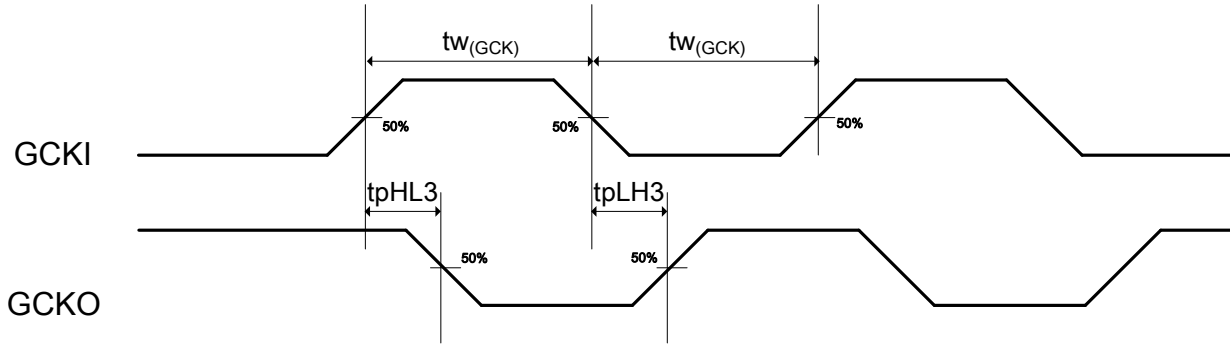 tw(GCK) tw(GCK)
50% 50% 50%
GCKI
tpHL3 tpLH3
50% 50%
GCKO